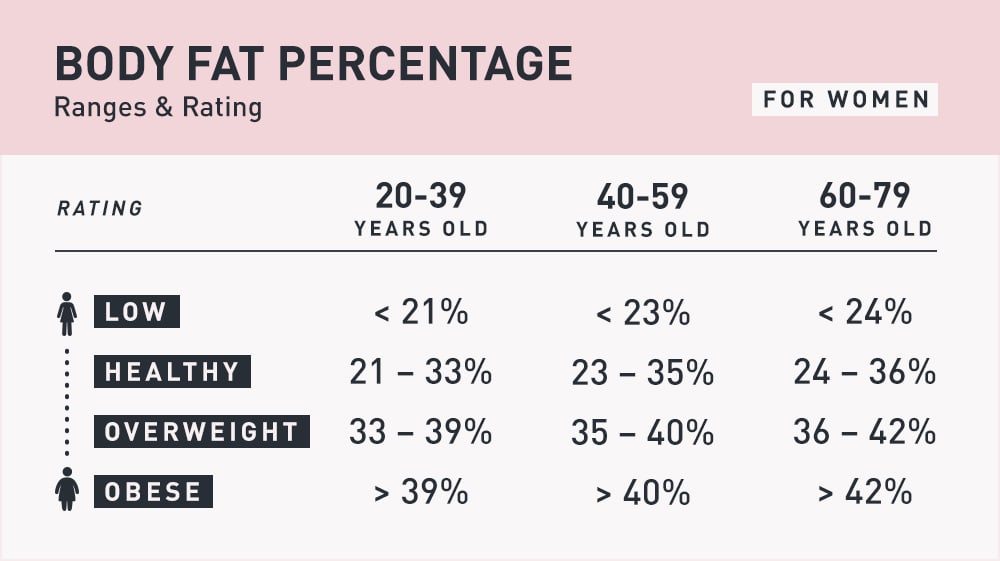 BODY FAT PERCENTAGE
Ranges & Rating
FOR WOMEN
RATING
20-39
YEARS OLD
40-59
YEARS OLD
60-79
YEARS OLD
LOW < 21% < 23% < 24%
HEALTHY 21 – 33% 23 – 35% 24 – 36%
OVERWEIGHT 33 – 39% 35 – 40% 36 – 42%
OBESE > 39% > 40% > 42%